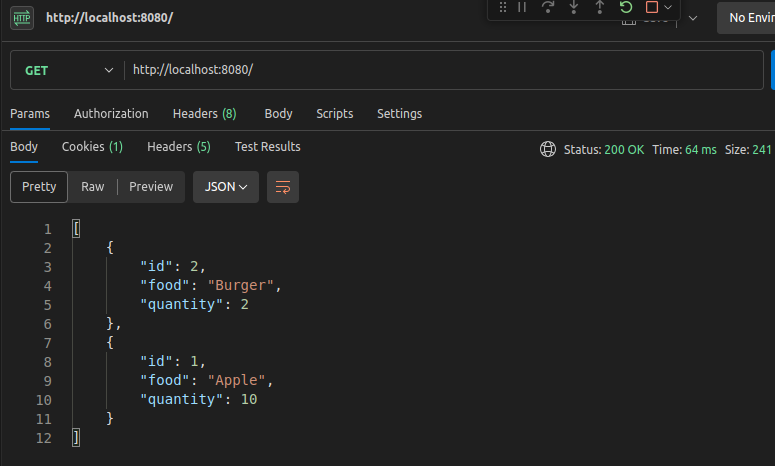 HTTP http://localhost:8080/
No Envir
GET http://localhost:8080/
Params Authorization Headers (8) Body Scripts Settings
Body Cookies (1) Headers (5) Test Results Status: 200 OK Time: 64 ms Size: 241
Pretty Raw Preview JSON
1 [
2 {
3 "id": 2,
4 "food": "Burger",
5 "quantity": 2
6 },
7 {
8 "id": 1,
9 "food": "Apple",
10 "quantity": 10
11 }
12 ]